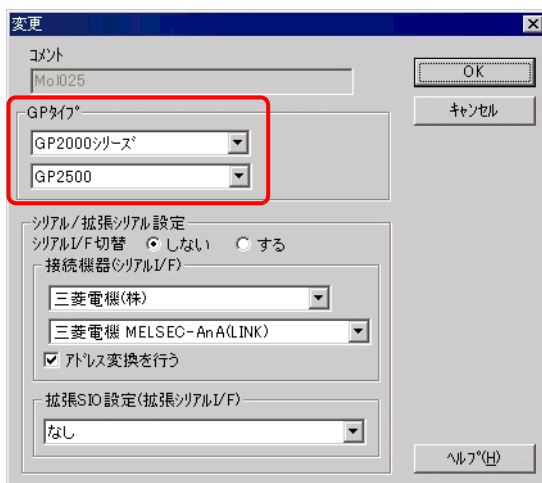 変更
コメント
Mol025
OK
キャンセル
GPタイプ
GP2000シリーズ
GP2500
シリアル/拡張シリアル設定
シリアルI/F切替 しない する
接続機器(シリアルI/F)
三菱電機(株)
三菱電機 MELSEC-AnA(LINK)
アドレス変換を行う
拡張SIO設定(拡張シリアルI/F)
なし
ヘルプ(H)